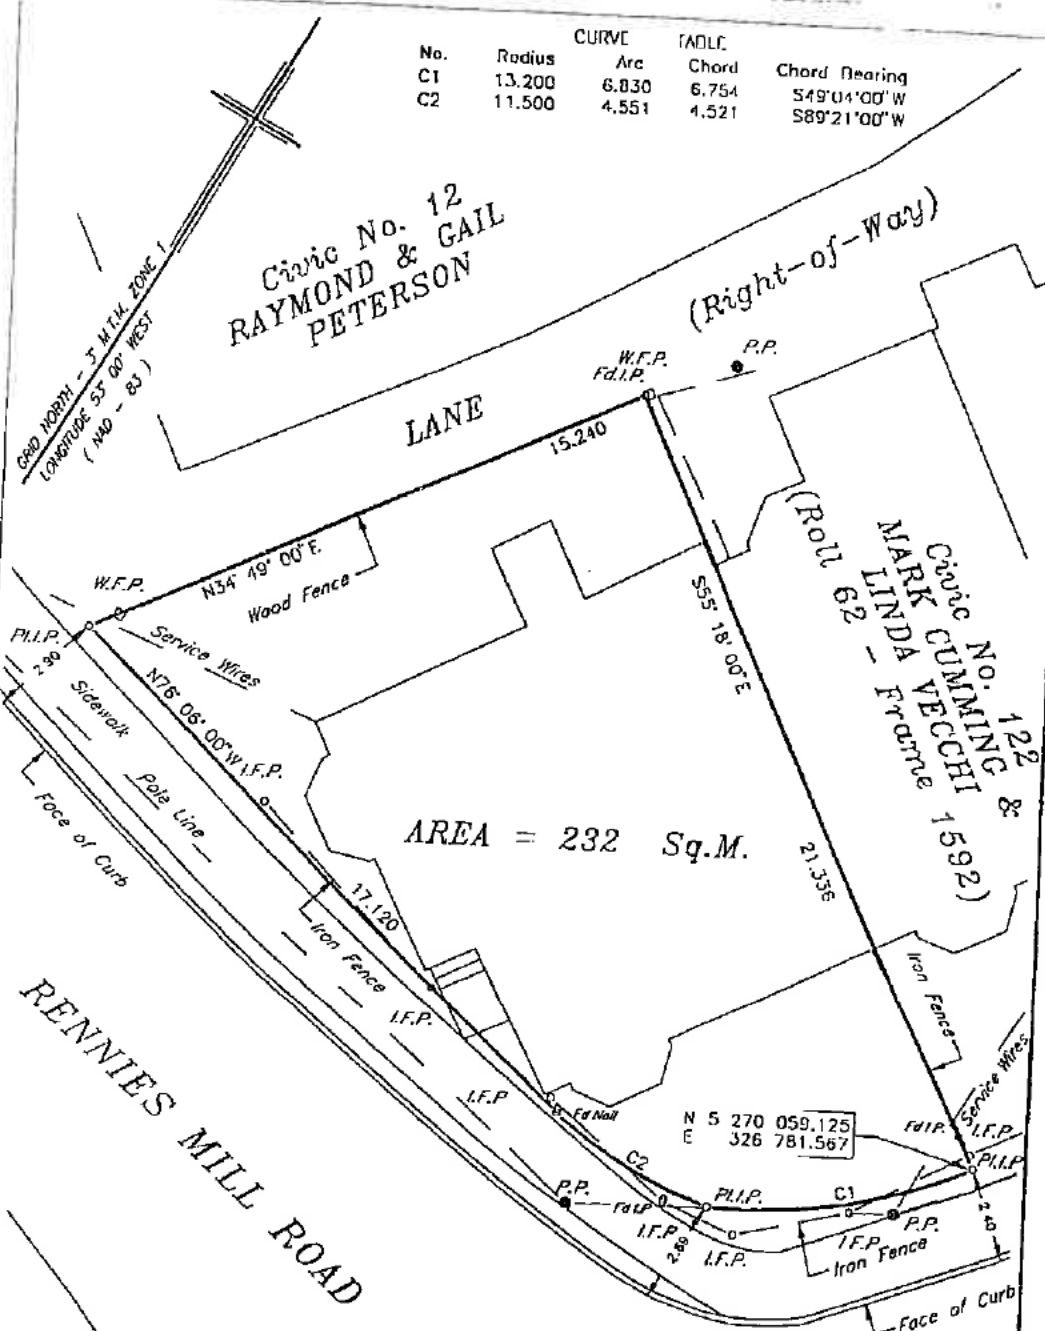 CURVE TABLE
No. Radius Arc Chord Chord Bearing
C1 13.200 6.830 6.754 S49°04'00"W
C2 11.500 4.551 4.521 S89°21'00"W
GRID NORTH - 3° M.T.M. ZONE 1
LONGITUDE 53° 00' WEST
( NAD - 83 )
Civic No. 12
RAYMOND & GAIL
PETERSON
(Right-of-Way)
LANE
W.F.P.
Fd.I.P.
P.P.
15.240
N34° 49' 00"E
Wood Fence
W.F.P.
Pl.I.P.
2.90
Service Wires
Sidewalk
N76° 06' 00"W
I.F.P.
Pole Line
Face of Curb
S55° 18' 00"E
21.336
Civic No. 122
MARK CUMMING &
LINDA VECCHI
(Roll 62 - Frame 1592)
AREA = 232 Sq.M.
17.120
Iron Fence
I.F.P.
Iron Fence
Service Wires
I.F.P
Fd Nail
N 5 270 059.125
E 326 781.567
Fd I.P.
I.F.P.
Pl.I.P
C2
Pl.I.P.
C1
P.P.
Fd I.P
I.F.P
I.F.P.
2.89
P.P.
I.F.P
Iron Fence
2.40
Face of Curb
RENNIES MILL ROAD